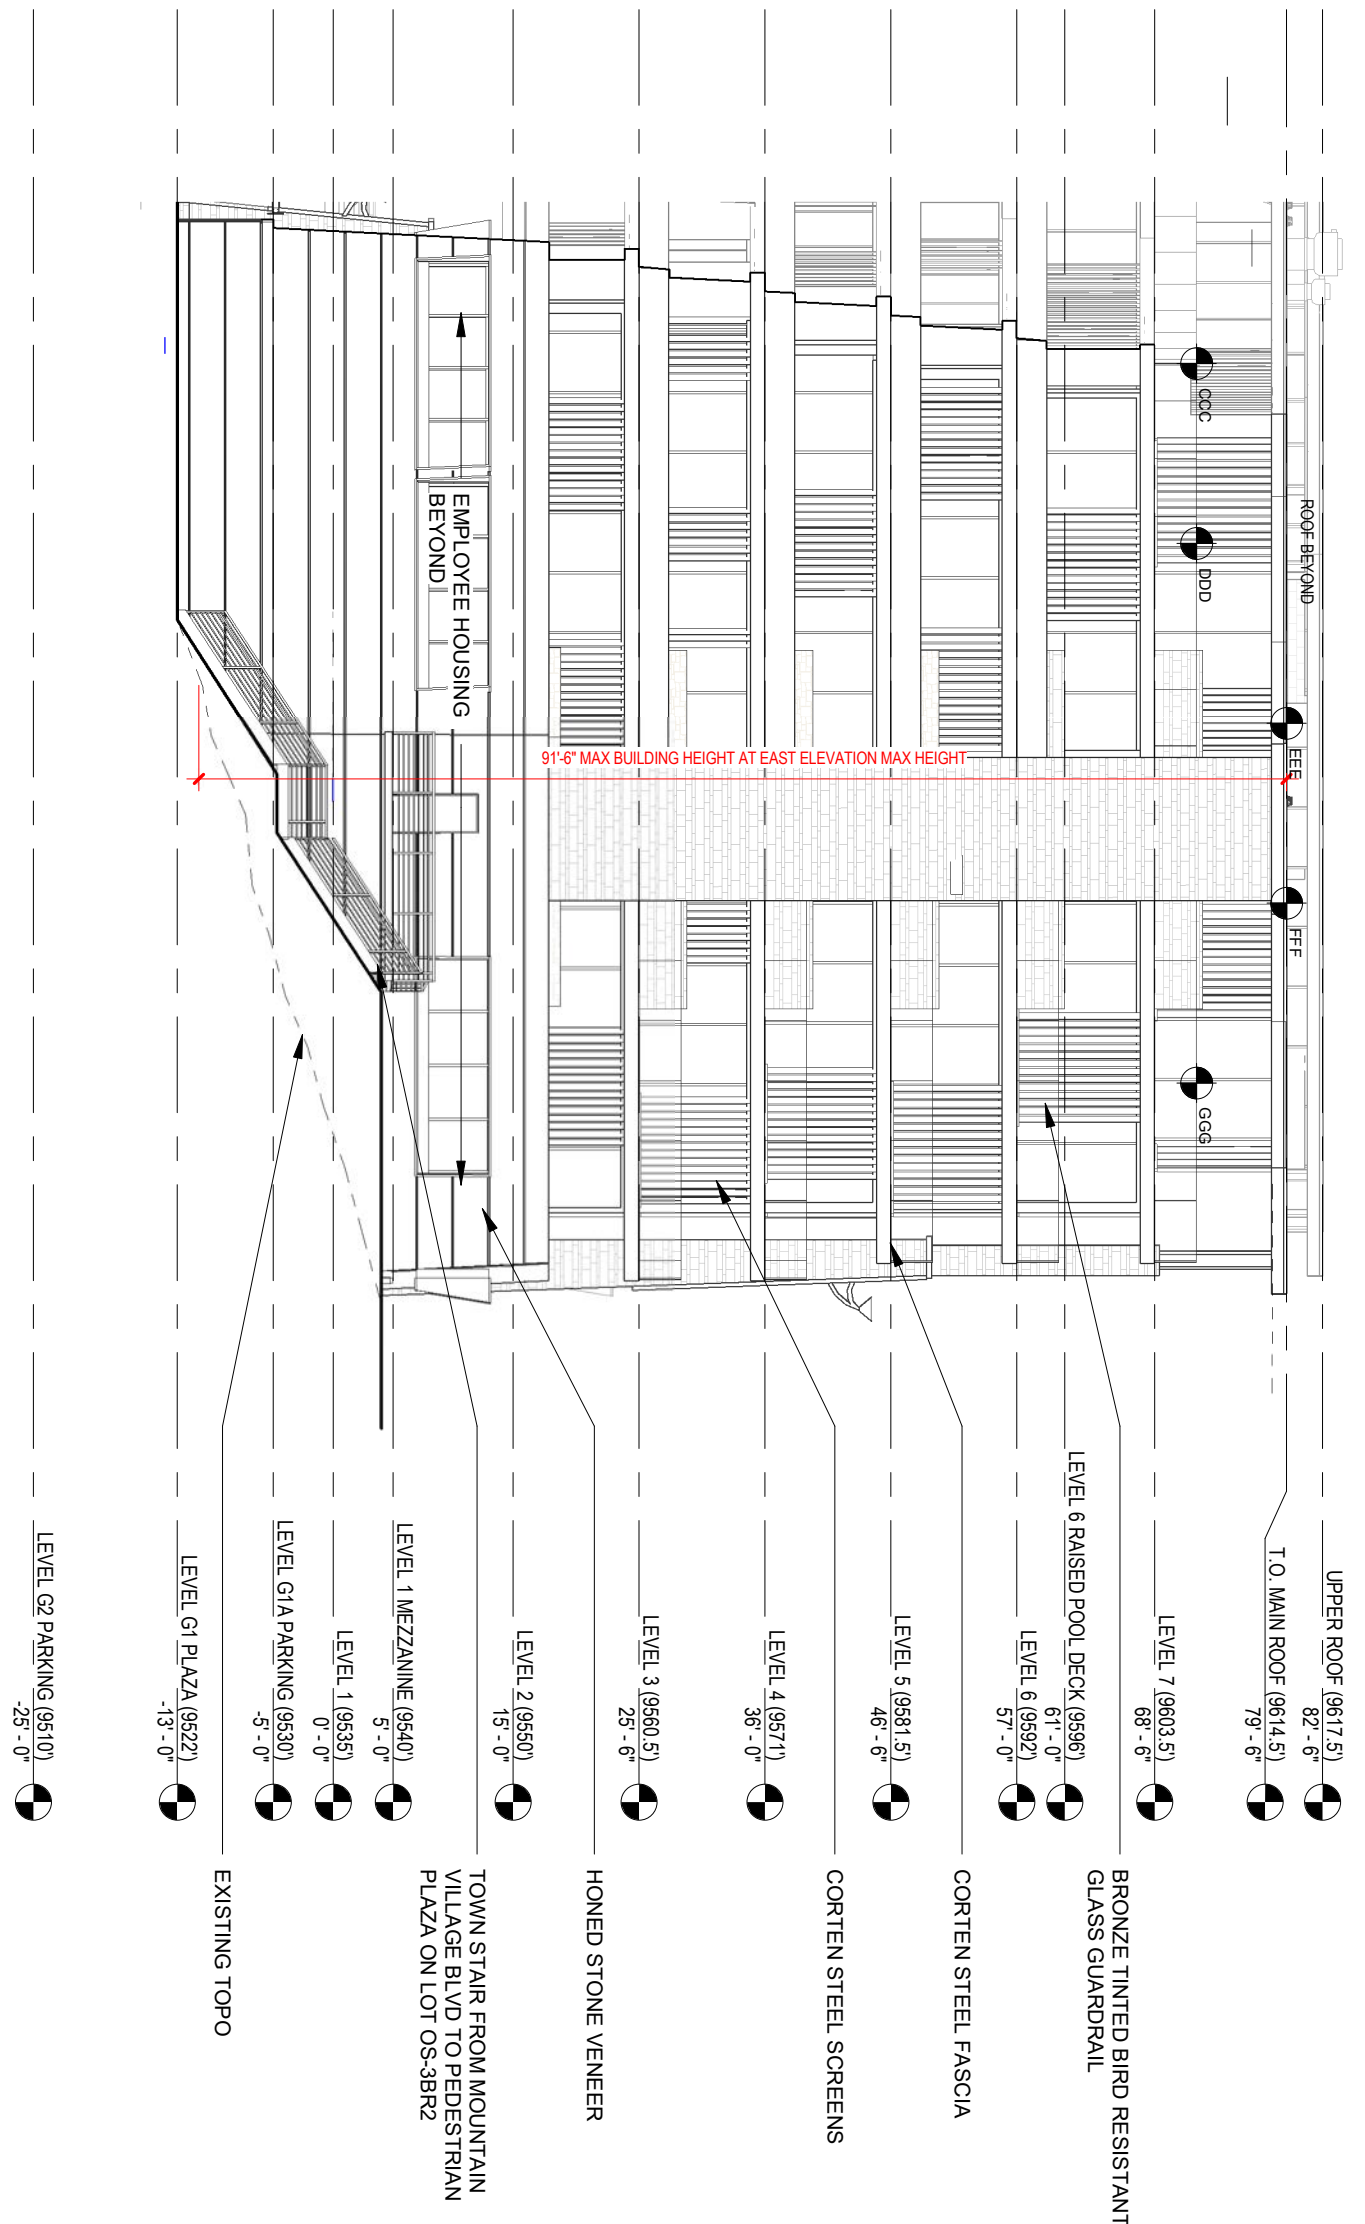 UPPER ROOF (9617.5')
82' - 6"
T.O. MAIN ROOF (9614.5')
79' - 6"
LEVEL 7 (9603.5')
68' - 6"
LEVEL 6 RAISED POOL DECK (9596')
61' - 0"
LEVEL 6 (9592')
57' - 0"
LEVEL 5 (9581.5')
46' - 6"
LEVEL 4 (9571')
36' - 0"
LEVEL 3 (9560.5')
25' - 6"
LEVEL 2 (9550')
15' - 0"
LEVEL 1 MEZZANINE (9540')
5' - 0"
LEVEL 1 (9535')
0' - 0"
LEVEL G1A PARKING (9530')
-5' - 0"
LEVEL G1 PLAZA (9522')
-13' - 0"
LEVEL G2 PARKING (9510')
-25' - 0"
ROOF BEYOND
CCC
DDD
EEE
FFF
GGG
91'-6" MAX BUILDING HEIGHT AT EAST ELEVATION MAX HEIGHT
EMPLOYEE HOUSING
BEYOND
BRONZE TINTED BIRD RESISTANT
GLASS GUARDRAIL
CORTEN STEEL FASCIA
CORTEN STEEL SCREENS
HONED STONE VENEER
TOWN STAIR FROM MOUNTAIN
VILLAGE BLVD TO PEDESTRIAN
PLAZA ON LOT OS-3BR2
EXISTING TOPO